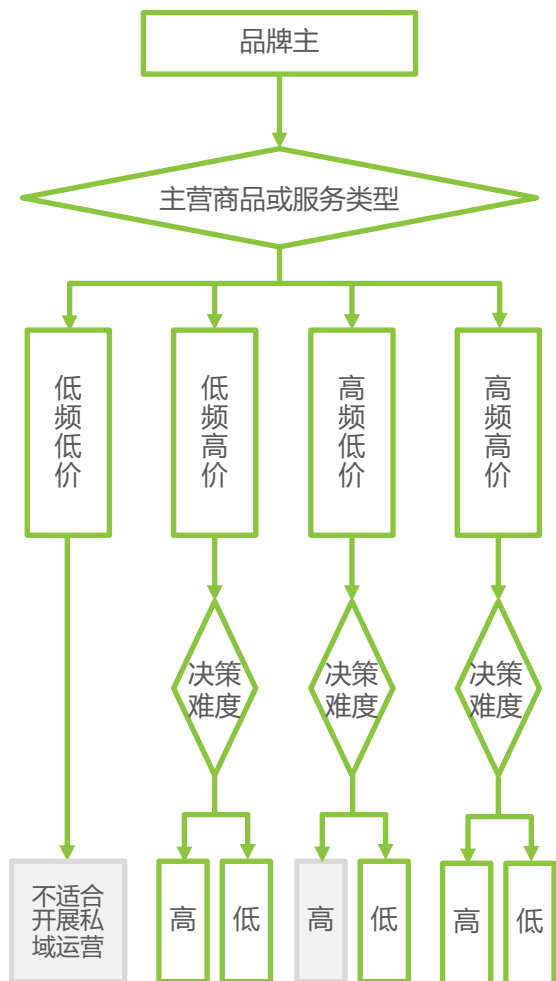 品牌主
主营商品或服务类型
低频低价
低频高价
高频低价
高频高价
决策
难度
决策
难度
决策
难度
不适合
开展私
域运营
高
低
高
低
高
低